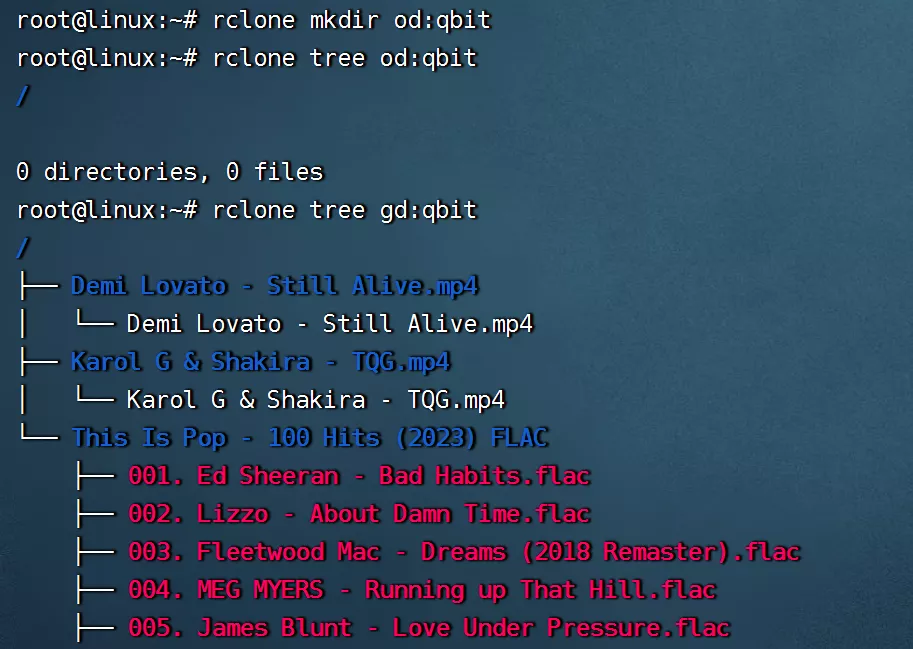 root@linux:~# rclone mkdir od:qbit
root@linux:~# rclone tree od:qbit
/
0 directories, 0 files
root@linux:~# rclone tree gd:qbit
/
├── Demi Lovato - Still Alive.mp4
│   └── Demi Lovato - Still Alive.mp4
├── Karol G & Shakira - TQG.mp4
│   └── Karol G & Shakira - TQG.mp4
└── This Is Pop - 100 Hits (2023) FLAC
    ├── 001. Ed Sheeran - Bad Habits.flac
    ├── 002. Lizzo - About Damn Time.flac
    ├── 003. Fleetwood Mac - Dreams (2018 Remaster).flac
    ├── 004. MEG MYERS - Running up That Hill.flac
    ├── 005. James Blunt - Love Under Pressure.flac